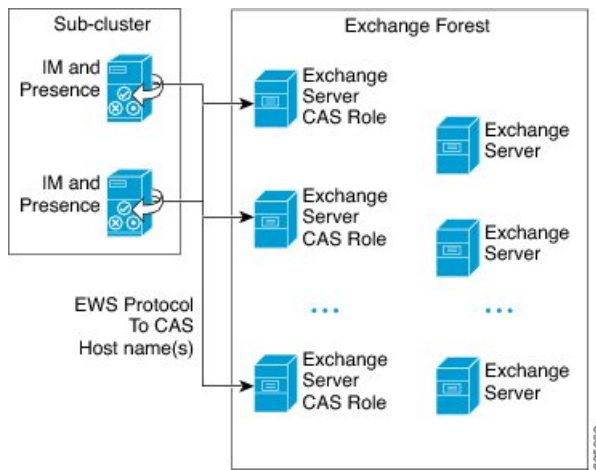 Sub-cluster
Exchange Forest
IM and
Presence
Exchange
Server
CAS Role
Exchange
Server
IM and
Presence
Exchange
Server
CAS Role
Exchange
Server
EWS Protocol
To CAS
Host name(s)
Exchange
Server
CAS Role
Exchange
Server